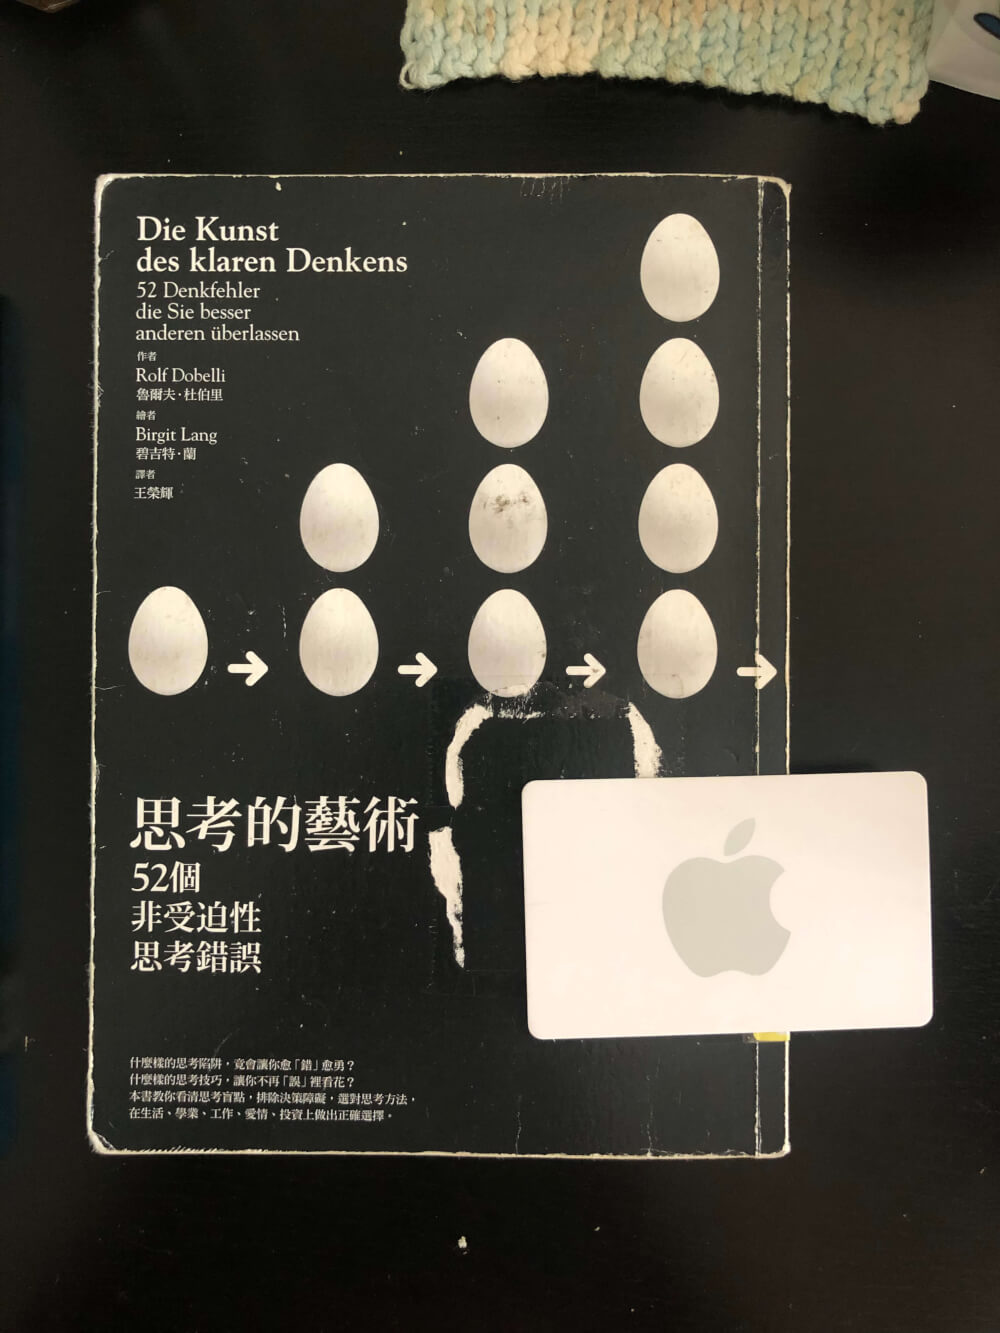 Die Kunst
des klaren Denkens
52 Denkfehler
die Sie besser
anderen überlassen
作者
Rolf Dobelli
魯爾夫·杜伯里
繪者
Birgit Lang
碧吉特·蘭
譯者
王榮輝
思考的藝術
52個
非受迫性
思考錯誤
什麼樣的思考陷阱，竟會讓你愈「錯」愈勇？
什麼樣的思考技巧，讓你不再「誤」裡看花？
本書教你看清思考盲點，排除決策障礙，選對思考方法，
在生活、學業、工作、愛情、投資上做出正確選擇。